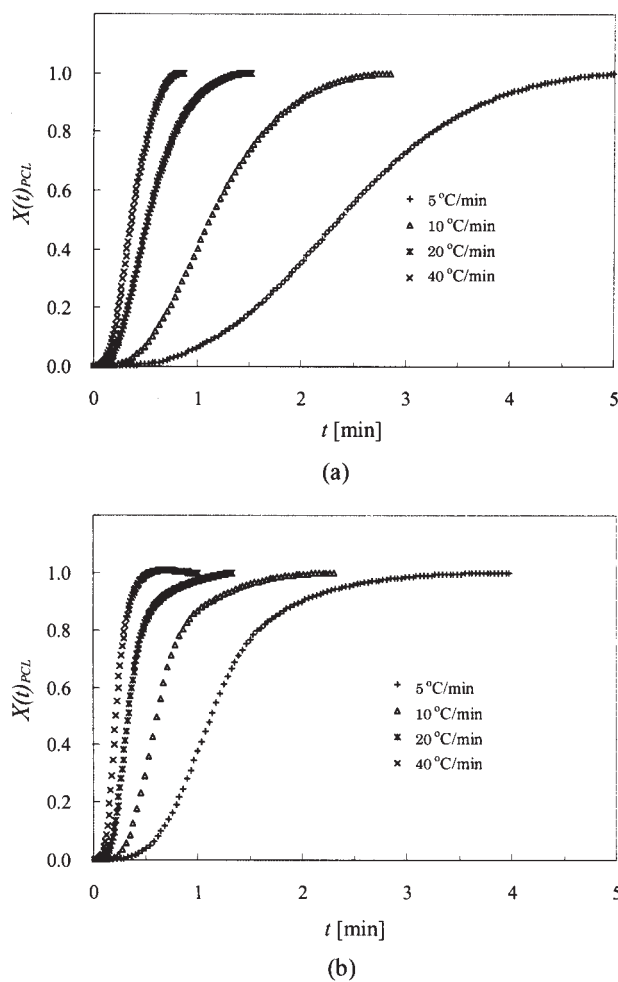 1.0
0.8
0.6
0.4
0.2
0.0
X(t)PCL
5 °C/min
10 °C/min
20 °C/min
40 °C/min
0 1 2 3 4 5
t [min]
(a)
1.0
0.8
0.6
0.4
0.2
0.0
X(t)PCL
5 °C/min
10 °C/min
20 °C/min
40 °C/min
0 1 2 3 4 5
t [min]
(b)